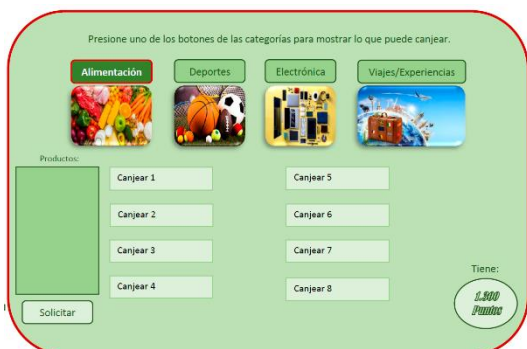 Presione uno de los botones de las categorías para mostrar lo que puede canjear.
Alimentación
Deportes
Electrónica
Viajes/Experiencias
Productos:
Canjear 1
Canjear 5
Canjear 2
Canjear 6
Canjear 3
Canjear 7
Canjear 4
Canjear 8
Tiene:
1.300
Puntos
Solicitar